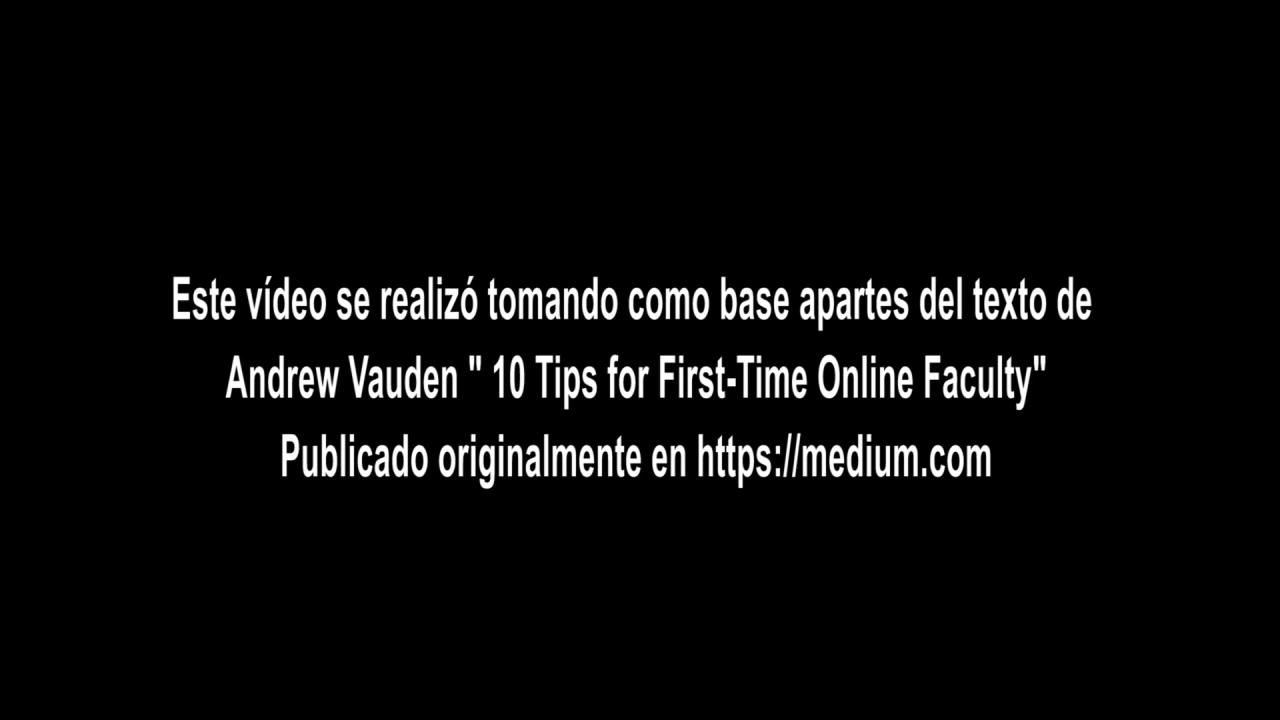 Este vídeo se realizó tomando como base apartes del texto de
Andrew Vauden " 10 Tips for First-Time Online Faculty"
Publicado originalmente en https://medium.com